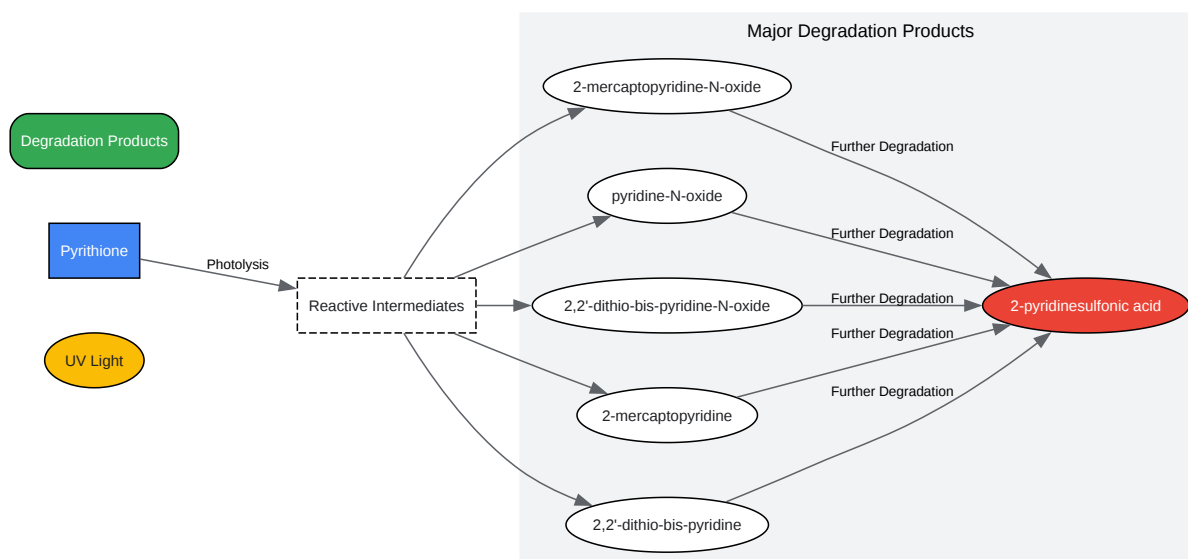 Major Degradation Products
2-mercaptopyridine-N-oxide
Degradation Products
Further Degradation
pyridine-N-oxide
Pyrithione
Further Degradation
Photolysis
Reactive Intermediates
2,2'-dithio-bis-pyridine-N-oxide
Further Degradation
2-pyridinesulfonic acid
Further Degradation
UV Light
Further Degradation
2-mercaptopyridine
2,2'-dithio-bis-pyridine